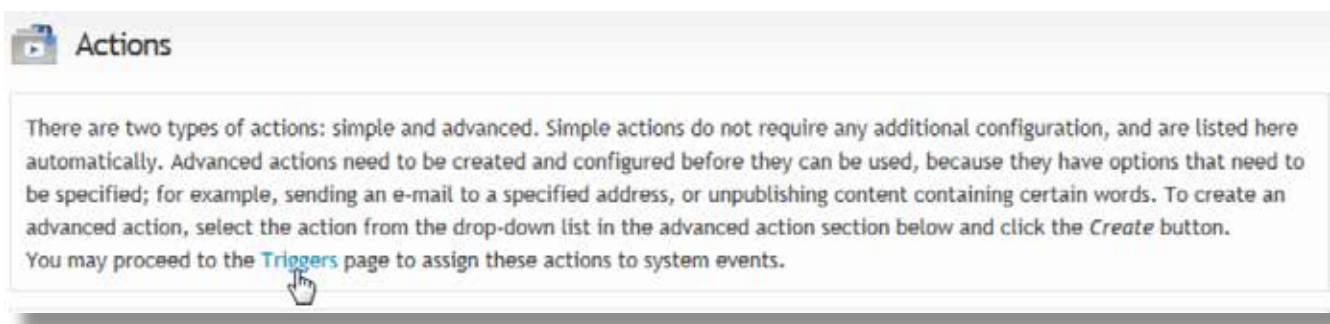 Actions
There are two types of actions: simple and advanced. Simple actions do not require any additional configuration, and are listed here
automatically. Advanced actions need to be created and configured before they can be used, because they have options that need to
be specified; for example, sending an e-mail to a specified address, or unpublishing content containing certain words. To create an
advanced action, select the action from the drop-down list in the advanced action section below and click the Create button.
You may proceed to the Triggers page to assign these actions to system events.